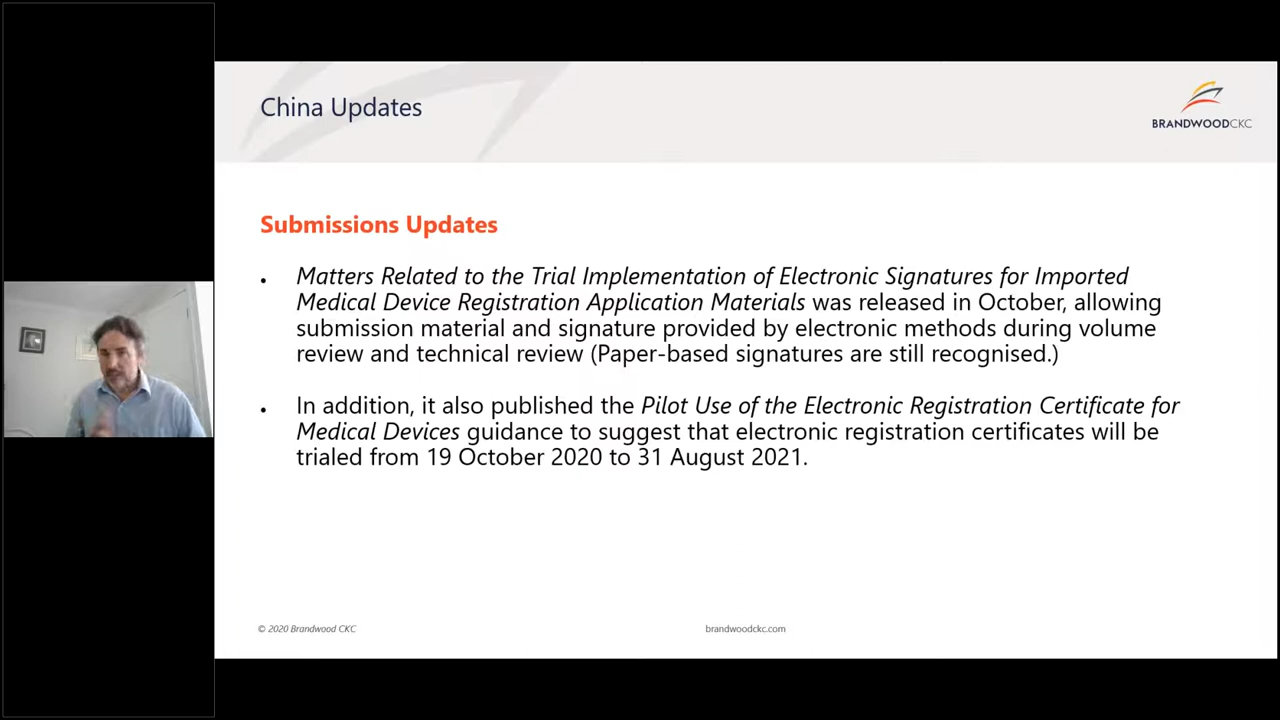 China Updates
BRANDWOODCKC
Submissions Updates
• Matters Related to the Trial Implementation of Electronic Signatures for Imported
Medical Device Registration Application Materials was released in October, allowing
submission material and signature provided by electronic methods during volume
review and technical review (Paper-based signatures are still recognised.)
• In addition, it also published the Pilot Use of the Electronic Registration Certificate for
Medical Devices guidance to suggest that electronic registration certificates will be
trialed from 19 October 2020 to 31 August 2021.
© 2020 Brandwood CKC
brandwoodckc.com